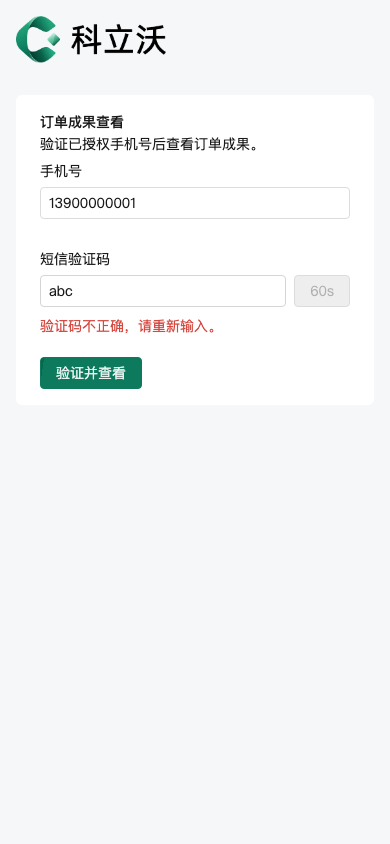 科立沃
订单成果查看
验证已授权手机号后查看订单成果。
手机号
13900000001
短信验证码
abc
60s
验证码不正确，请重新输入。
验证并查看